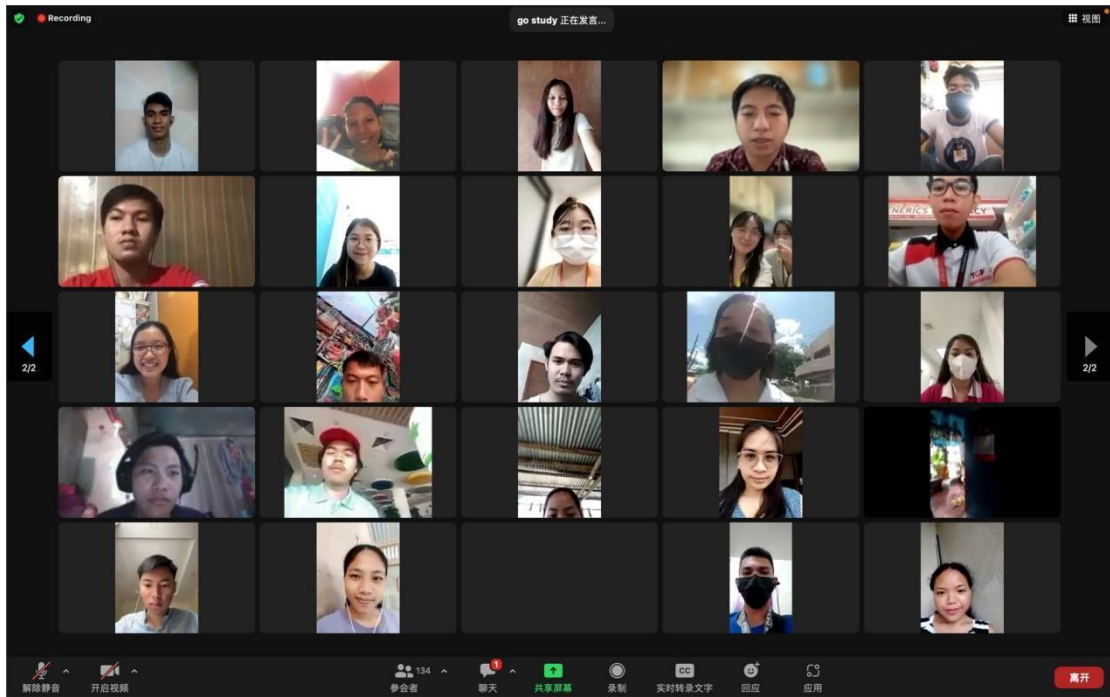 Recording
go study 正在发言...
视图
NERICS
ACY
TGP
2/2
2/2
解除静音
开启视频
134
参会者
1
聊天
共享屏幕
录制
CC
实时转录文字
回应
应用
离开